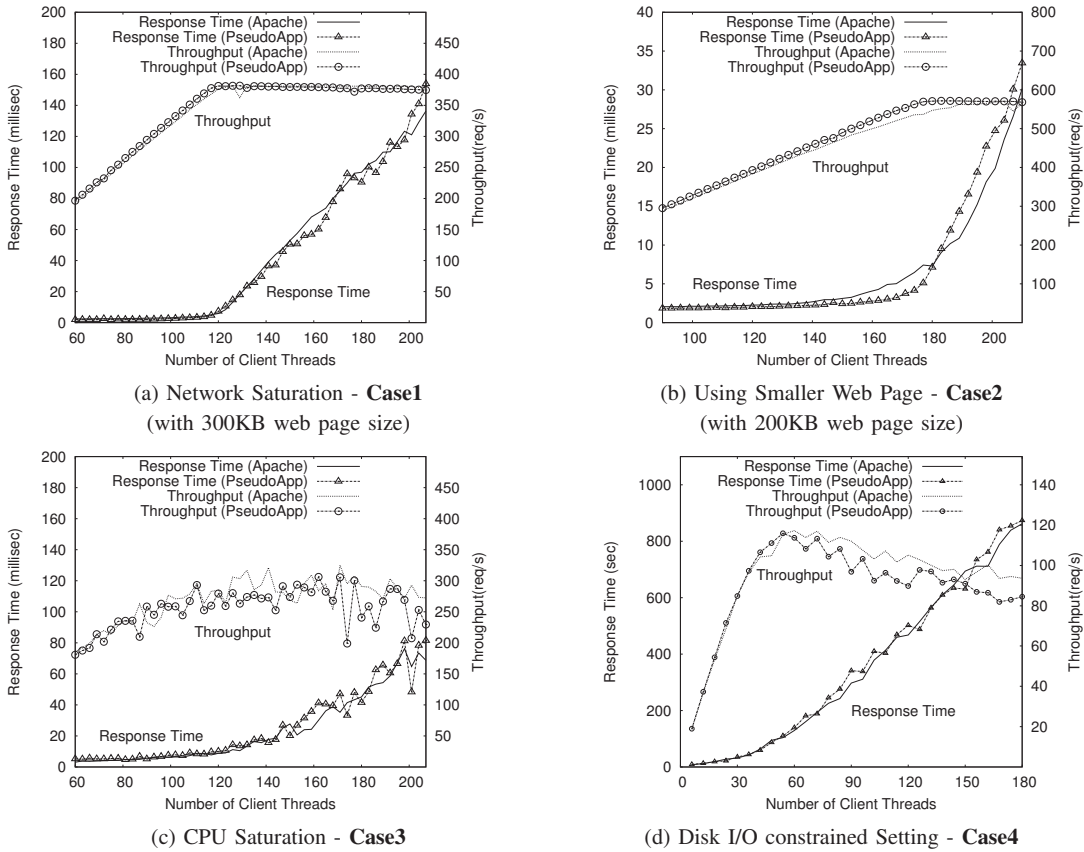 Response Time (Apache)
Response Time (PseudoApp)
Throughput (Apache)
Throughput (PseudoApp)
200
180
160
140
120
100
80
60
40
20
0
Response Time (millisec)
450
400
350
300
250
200
150
100
50
Throughput(req/s)
Throughput
Response Time
60 80 100 120 140 160 180 200
Number of Client Threads
(a) Network Saturation - Case1
(with 300KB web page size)
Response Time (Apache)
Response Time (PseudoApp)
Throughput (Apache)
Throughput (PseudoApp)
40
35
30
25
20
15
10
5
0
Response Time (millisec)
800
700
600
500
400
300
200
100
0
Throughput(req/s)
Throughput
Response Time
100 120 140 160 180 200
Number of Client Threads
(b) Using Smaller Web Page - Case2
(with 200KB web page size)
Response Time (Apache)
Response Time (PseudoApp)
Throughput (Apache)
Throughput (PseudoApp)
200
180
160
140
120
100
80
60
40
20
0
Response Time (millisec)
450
400
350
300
250
200
150
100
50
Throughput(req/s)
Throughput
Response Time
60 80 100 120 140 160 180 200
Number of Client Threads
(c) CPU Saturation - Case3
Response Time (Apache)
Response Time (PseudoApp)
Throughput (Apache)
Throughput (PseudoApp)
1000
800
600
400
200
0
Response Time (sec)
140
120
100
80
60
40
20
Throughput(req/s)
Throughput
Response Time
0 30 60 90 120 150 180
Number of Client Threads
(d) Disk I/O constrained Setting - Case4